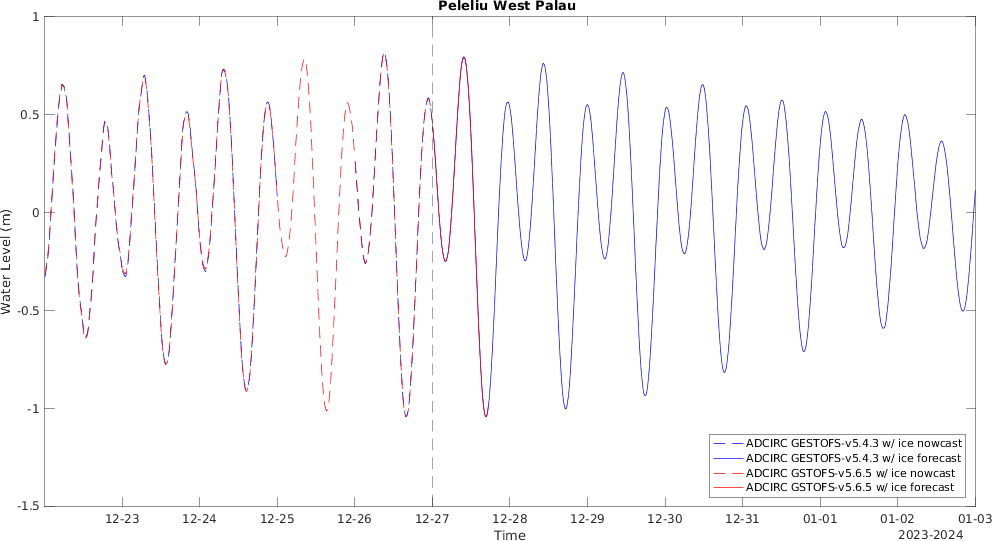 Peleliu West Palau
1
0.5
0
-0.5
-1
-1.5
Water Level (m)
ADCIRC GESTOFS-v5.4.3 w/ ice nowcast
ADCIRC GESTOFS-v5.4.3 w/ ice forecast
ADCIRC GSTOFS-v5.6.5 w/ ice nowcast
ADCIRC GSTOFS-v5.6.5 w/ ice forecast
12-23 12-24 12-25 12-26 12-27 12-28 12-29 12-30 12-31 01-01 01-02 01-03
Time
2023-2024